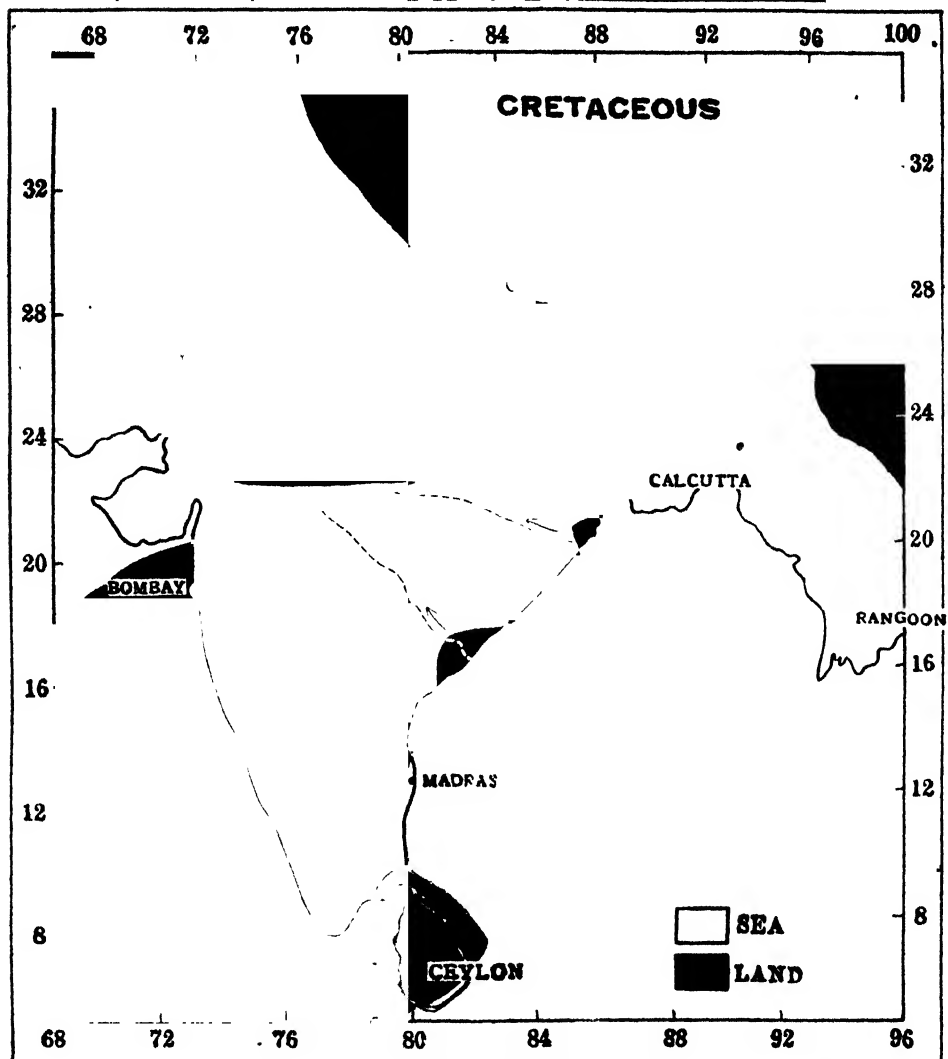 68 72 76 80 84 88 92 96 100
CRETACEOUS
32 32
28 28
24 24
CALCUTTA
20 20
BOMBAY
RANGOON
16 16
MADRAS
12 12
8 8
SEA
CEYLON
LAND
68 72 76 80 84 88 92 96